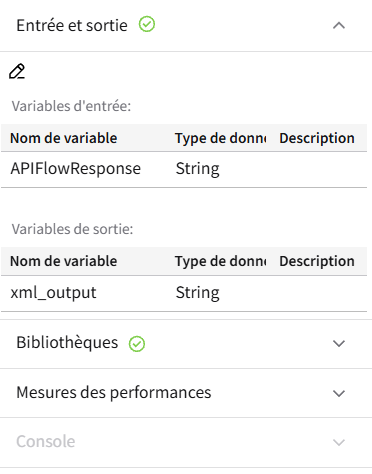 Entrée et sortie
Variables d'entrée:
Nom de variable Type de donne Description
APIFlowResponse String
Variables de sortie:
Nom de variable Type de donne Description
xml_output String
Bibliothèques
Mesures des performances
Console